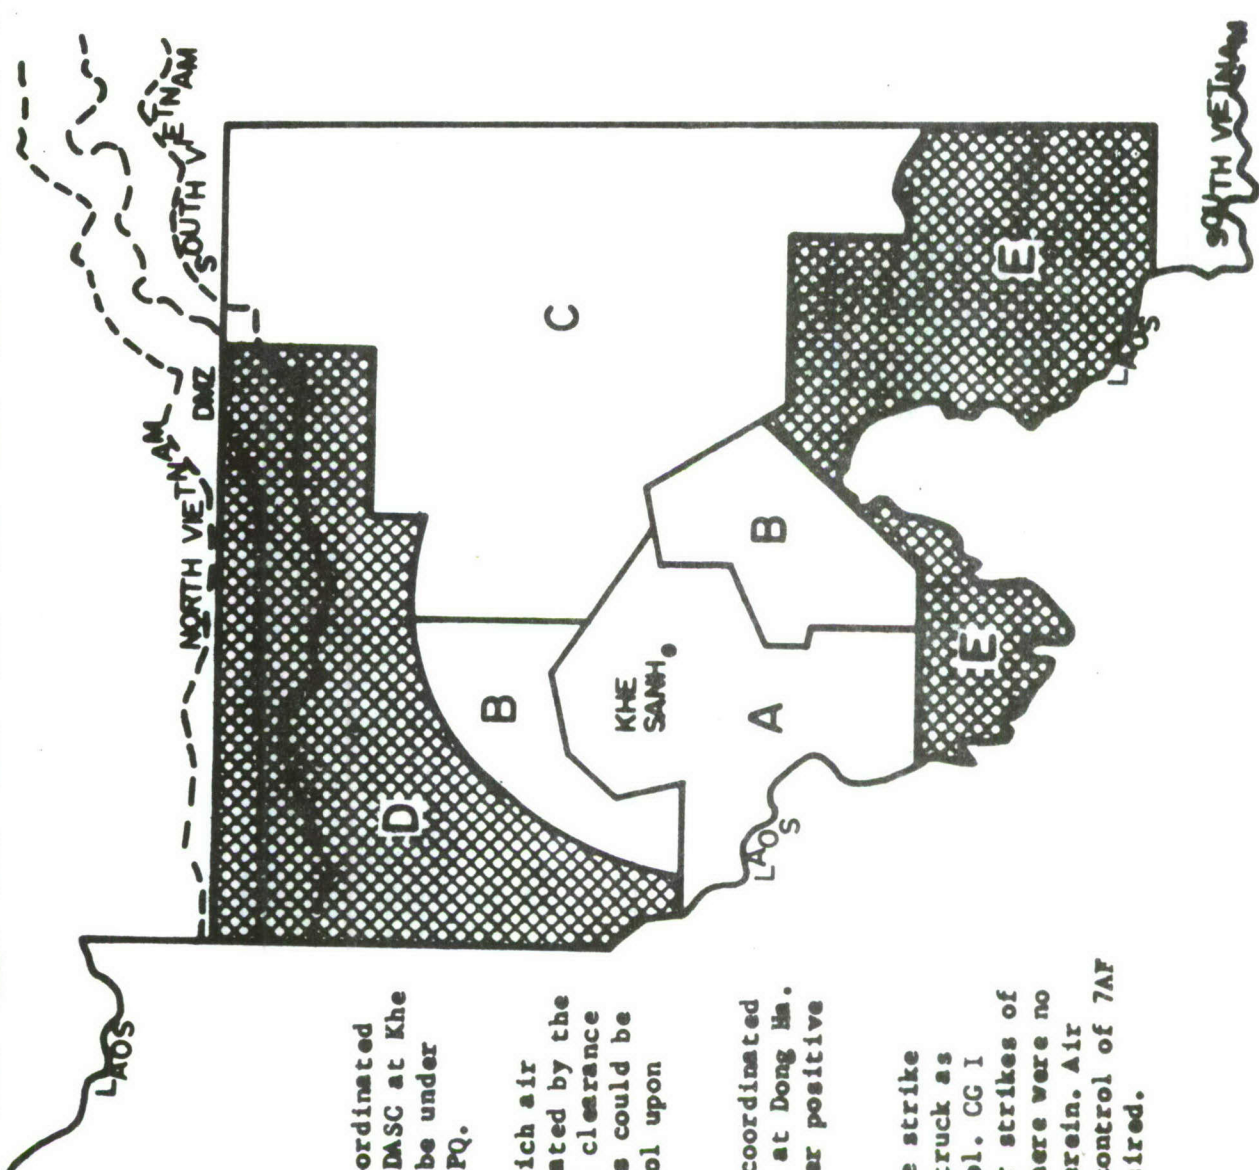 LAOS
NORTH VIETNAM
DMZ
SOUTH VIETNAM
D
B
C
KHE
SANH
A
B
LAOS
E
E
LAOS
SOUTH VIETNAM
ordinated
DASC at Khe
be under
PQ.
ich air
ated by the
clearance
s could be
ol upon
coordinated
at Dong Ha.
er positive
e strike
truck as
ol. CG I
strikes of
here were no
rein. Air
ontrol of 7AF
ired.